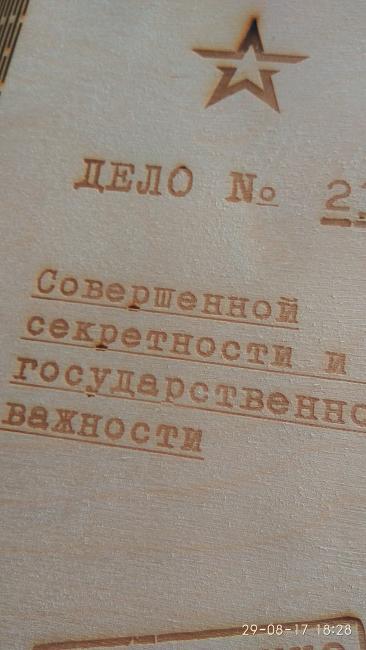 ДЕЛО № 2
Совершенной
секретности и
государственно
важности
29-08-17 18:28